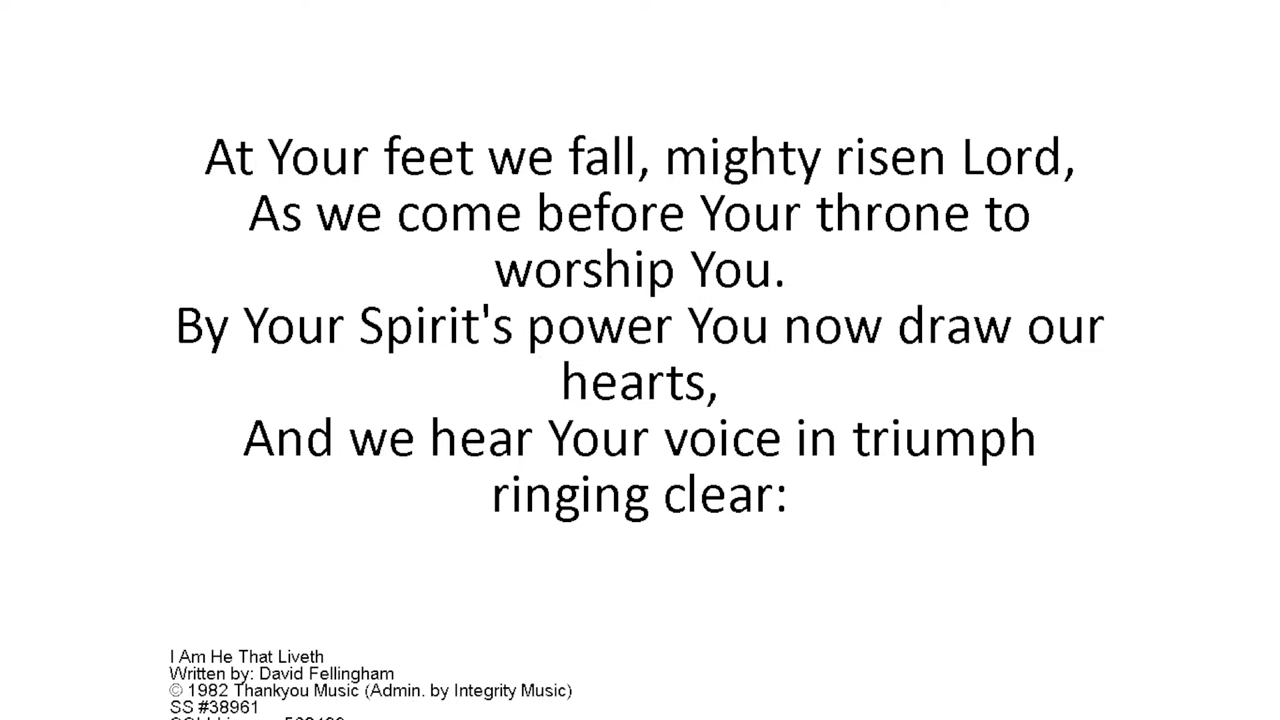 At Your feet we fall, mighty risen Lord,
As we come before Your throne to
worship You.
By Your Spirit's power You now draw our
hearts,
And we hear Your voice in triumph
ringing clear:
I Am He That Liveth
Written by: David Fellingham
© 1982 Thankyou Music (Admin. by Integrity Music)
SS #38961